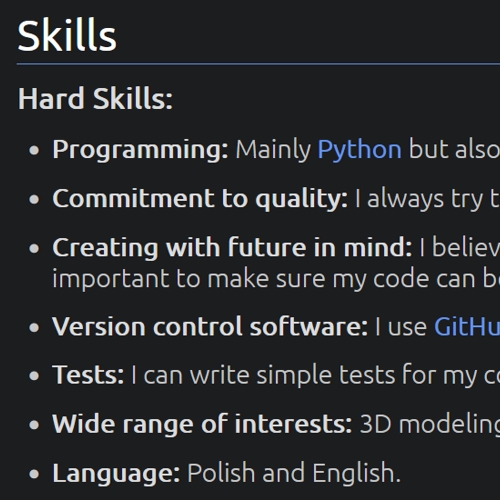 Skills
Hard Skills:
Programming: Mainly Python but also
Commitment to quality: I always try
Creating with future in mind: I believ
important to make sure my code can b
Version control software: I use GitHu
Tests: I can write simple tests for my c
Wide range of interests: 3D modeling
Language: Polish and English.